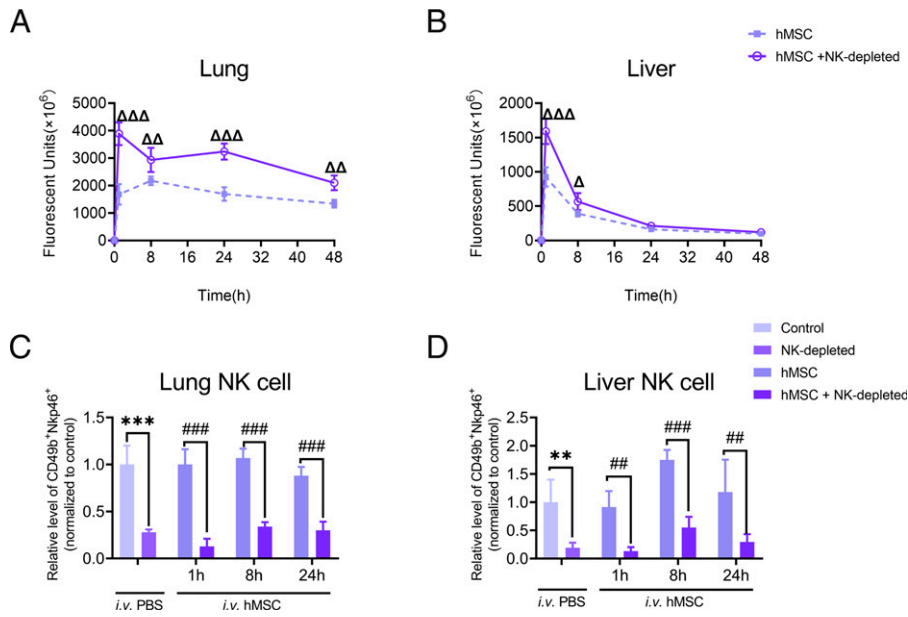 A
Lung
Fluorescent Units(×10⁶)
5000
4000
3000
2000
1000
0
ΔΔΔ
ΔΔ
ΔΔΔ
ΔΔ
0 8 16 24 32 40 48
Time(h)
B
Liver
hMSC
hMSC +NK-depleted
Fluorescent Units(×10⁶)
2000
1500
1000
500
0
ΔΔΔ
Δ
0 8 16 24 32 40 48
Time(h)
C
Lung NK cell
Relative level of CD49b⁺Nkp46⁺
(normalized to control)
1.5
1.0
0.5
0.0
***
###
###
###
1h 8h 24h
i.v. PBS i.v. hMSC
D
Liver NK cell
Control
NK-depleted
hMSC
hMSC + NK-depleted
Relative level of CD49b⁺Nkp46⁺
(normalized to control)
2.5
2.0
1.5
1.0
0.5
0.0
**
##
###
##
1h 8h 24h
i.v. PBS i.v. hMSC